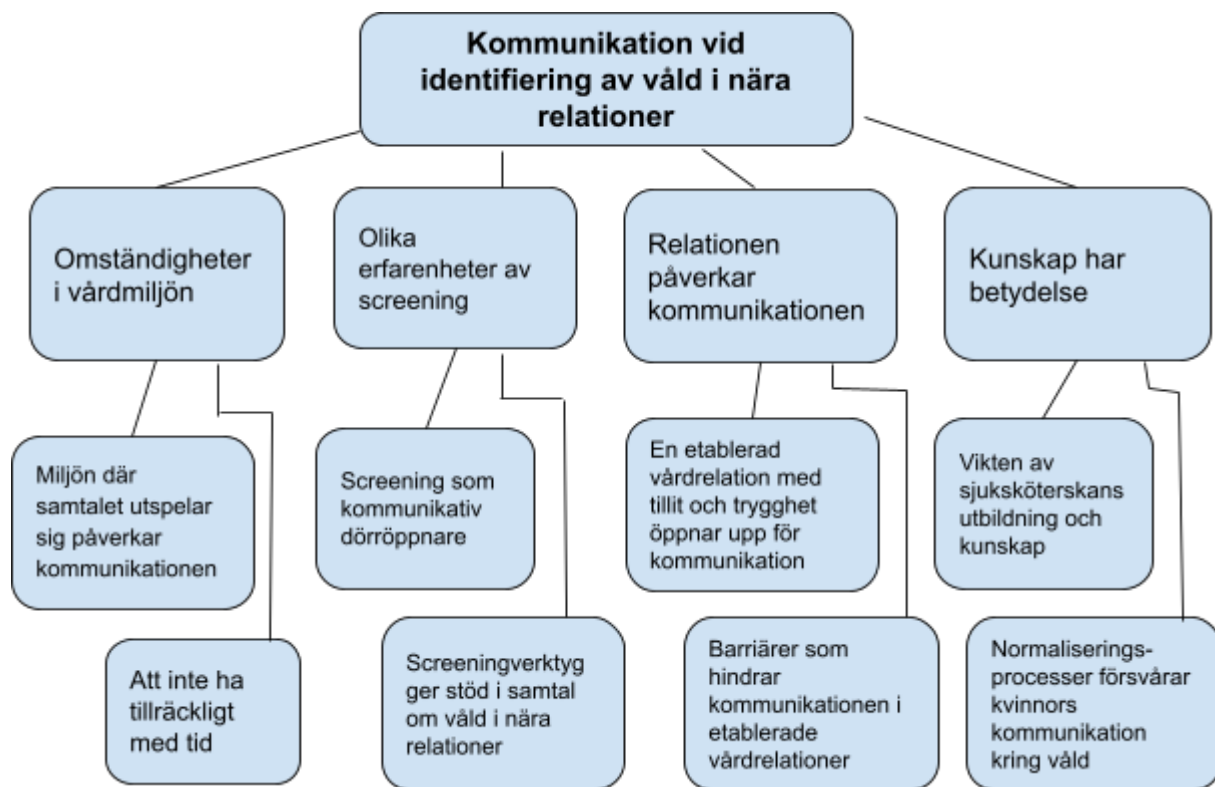 Kommunikation vid
identifiering av våld i nära
relationer
Omständigheter
i vårdmiljön
Olika
erfarenheter av
screening
Relationen
påverkar
kommunikationen
Kunskap har
betydelse
Miljön där
samtalet utspelar
sig påverkar
kommunikationen
Screening som
kommunikativ
dörröppnare
En etablerad
vårdrelation med
tillit och trygghet
öppnar upp för
kommunikation
Vikten av
sjuksköterskans
utbildning och
kunskap
Att inte ha
tillräckligt
med tid
Screeningverktyg
ger stöd i samtal
om våld i nära
relationer
Barriärer som
hindrar
kommunikationen i
etablerade
vårdrelationer
Normaliserings-
processer försvårar
kvinnors
kommunikation
kring våld